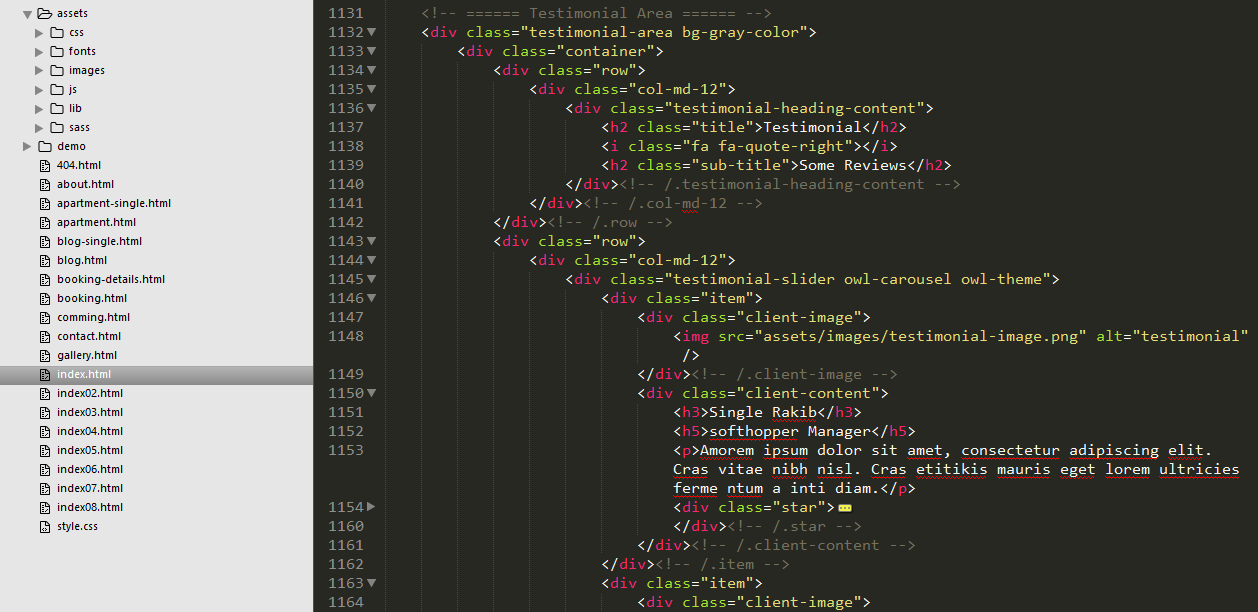 assets
css
fonts
images
js
lib
sass
demo
404.html
about.html
apartment-single.html
apartment.html
blog-single.html
blog.html
booking-details.html
booking.html
comming.html
contact.html
gallery.html
index.html
index02.html
index03.html
index04.html
index05.html
index06.html
index07.html
index08.html
style.css
1131 <!-- ====== Testimonial Area ====== -->
1132 <div class="testimonial-area bg-gray-color">
1133 <div class="container">
1134 <div class="row">
1135 <div class="col-md-12">
1136 <div class="testimonial-heading-content">
1137 <h2 class="title">Testimonial</h2>
1138 <i class="fa fa-quote-right"></i>
1139 <h2 class="sub-title">Some Reviews</h2>
1140 </div><!-- /.testimonial-heading-content -->
1141 </div><!-- /.col-md-12 -->
1142 </div><!-- /.row -->
1143 <div class="row">
1144 <div class="col-md-12">
1145 <div class="testimonial-slider owl-carousel owl-theme">
1146 <div class="item">
1147 <div class="client-image">
1148 <img src="assets/images/testimonial-image.png" alt="testimonial"
/>
1149 </div><!-- /.client-image -->
1150 <div class="client-content">
1151 <h3>Single Rakib</h3>
1152 <h5>softhopper Manager</h5>
1153 <p>Amorem ipsum dolor sit amet, consectetur adipiscing elit.
Cras vitae nibh nisl. Cras etitikis mauris eget lorem ultricies
ferme ntum a inti diam.</p>
1154 <div class="star">
1160 </div><!-- /.star -->
1161 </div><!-- /.client-content -->
1162 </div><!-- /.item -->
1163 <div class="item">
1164 <div class="client-image">